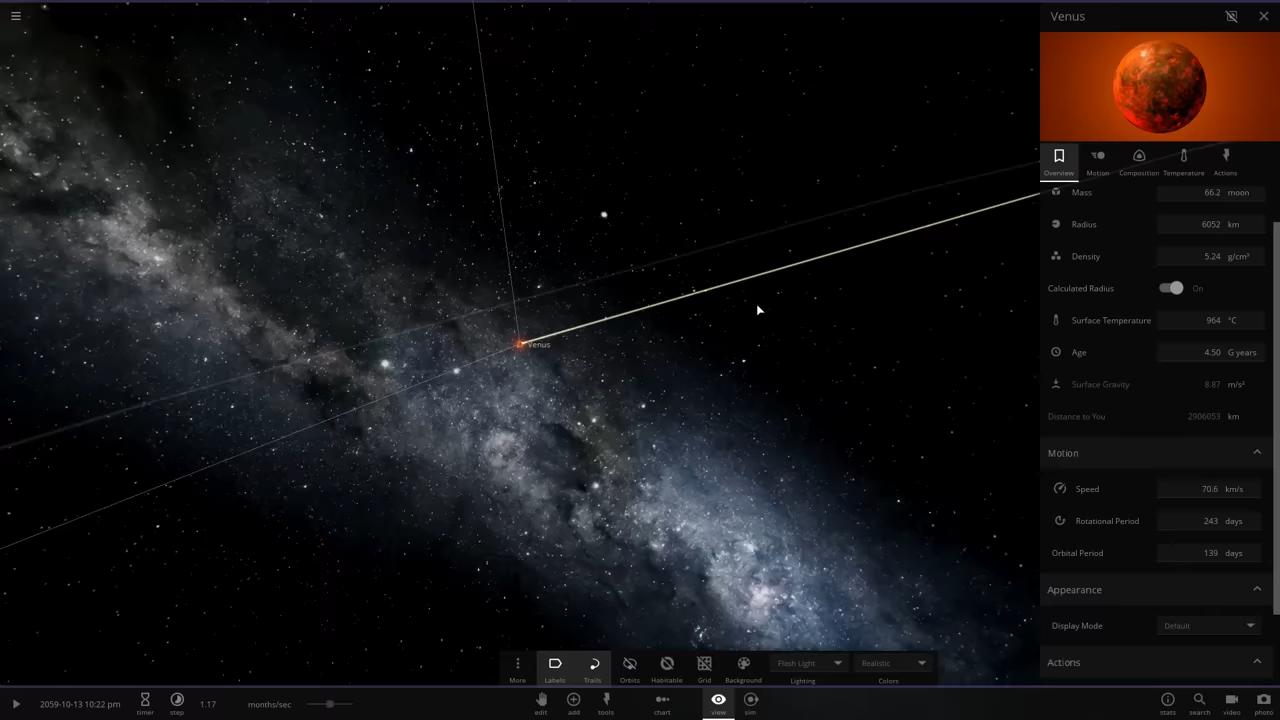 Venus
Overview Motion Composition Temperature Actions
Mass 66.2 moon
Radius 6052 km
Density 5.24 g/cm³
Calculated Radius On
Surface Temperature 964 °C
Age 4.50 G years
Surface Gravity 8.87 m/s²
Distance to You 2906053 km
Motion
Speed 70.6 km/s
Rotational Period 243 days
Orbital Period 139 days
Appearance
Display Mode Default
Actions
Venus
More Labels Trails Orbits Habitable Grid Background
Flash Light Realistic
Lighting Colors
2059-10-13 10:22 pm timer step 1.17 months/sec edit add tools chart view sim stats search video photo